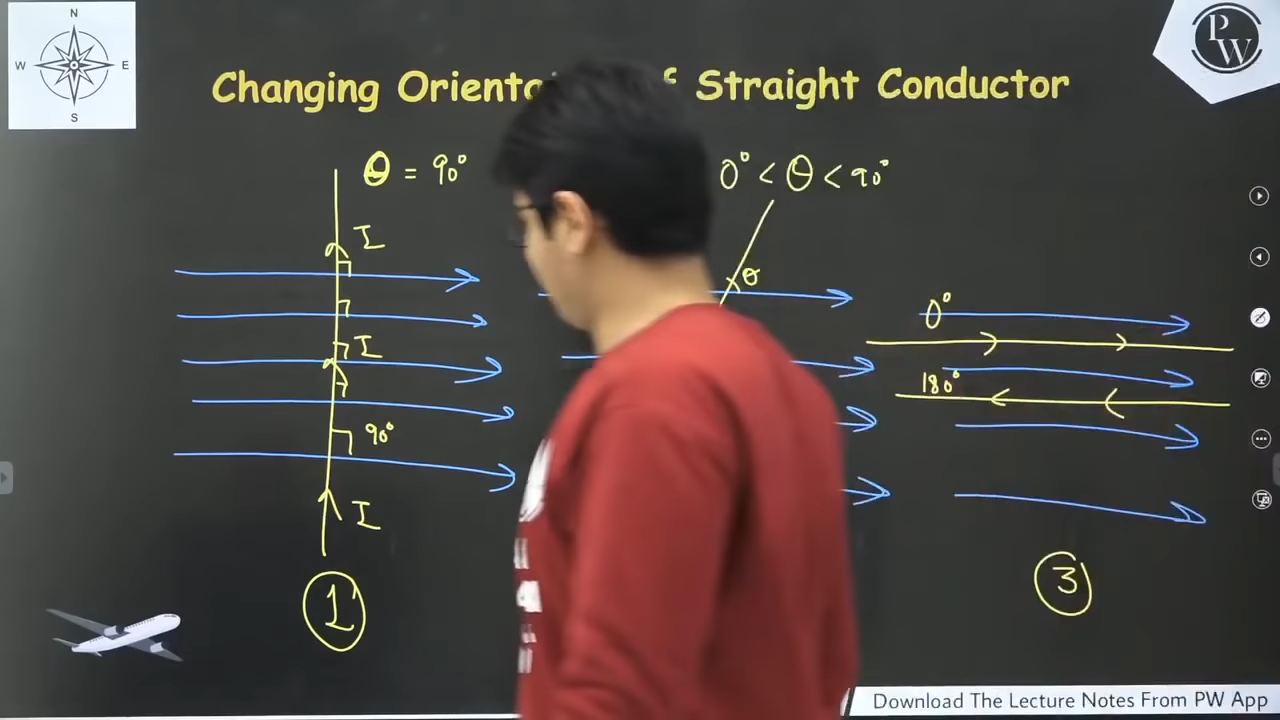 N
W E
S
PW
Changing Orienta f Straight Conductor
θ = 90°
0° < θ < 90°
I
θ
0°
I
180°
90°
I
1
3
Download The Lecture Notes From PW App